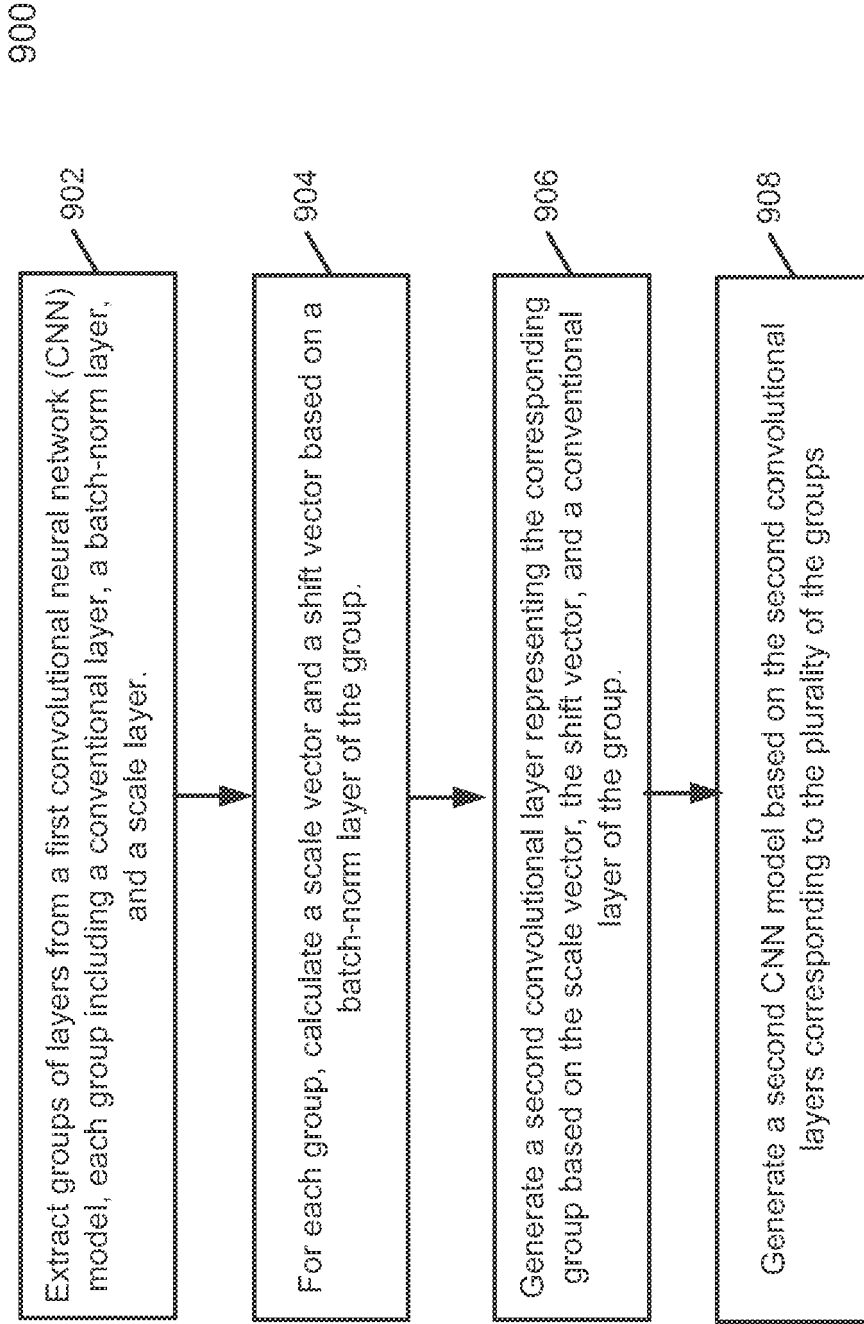 900
Extract groups of layers from a first convolutional neural network (CNN)
model, each group including a conventional layer, a batch-norm layer,
and a scale layer.
902
For each group, calculate a scale vector and a shift vector based on a
batch-norm layer of the group.
904
Generate a second convolutional layer representing the corresponding
group based on the scale vector, the shift vector, and a conventional
layer of the group.
906
Generate a second CNN model based on the second convolutional
layers corresponding to the plurality of the groups
908